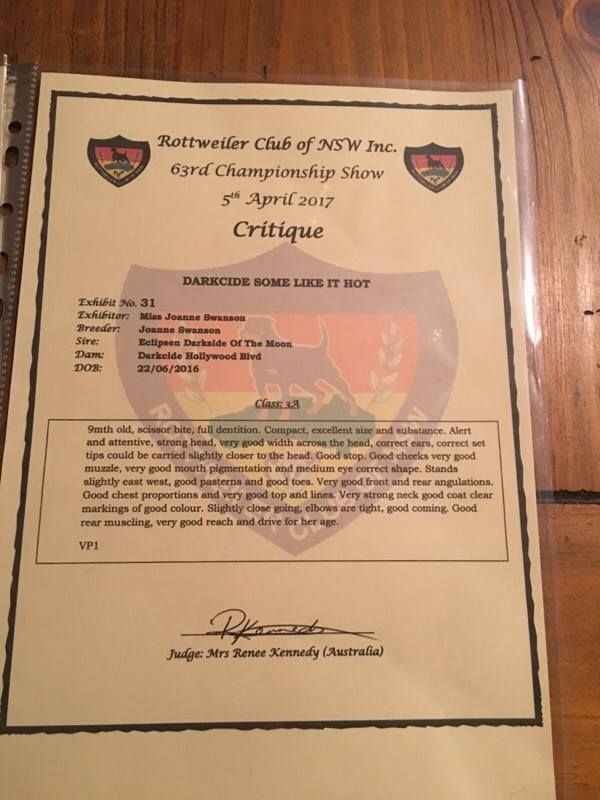 Rottweiler Club of NSW Inc.
63rd Championship Show
5th April 2017
Critique
DARKCIDE SOME LIKE IT HOT
Exhibit No. 31
Exhibitor: Miss Joanne Swanson
Breeder: Joanne Swanson
Sire: Eclipsen Darkside Of The Moon
Dam: Darkcide Hollywood Blvd
DOB: 22/06/2016
Class: 3A
9mth old, scissor bite, full dentition. Compact, excellent size and substance. Alert
and attentive, strong head, very good width across the head, correct ears, correct set
tips could be carried slightly closer to the head. Good stop. Good cheeks very good
muzzle, very good mouth pigmentation and medium eye correct shape. Stands
slightly east west, good pasterns and good toes. Very good front and rear angulations.
Good chest proportions and very good top and lines. Very strong neck good coat clear
markings of good colour. Slightly close going, elbows are tight, good coming. Good
rear muscling, very good reach and drive for her age.
VP1
Judge: Mrs Renee Kennedy (Australia)